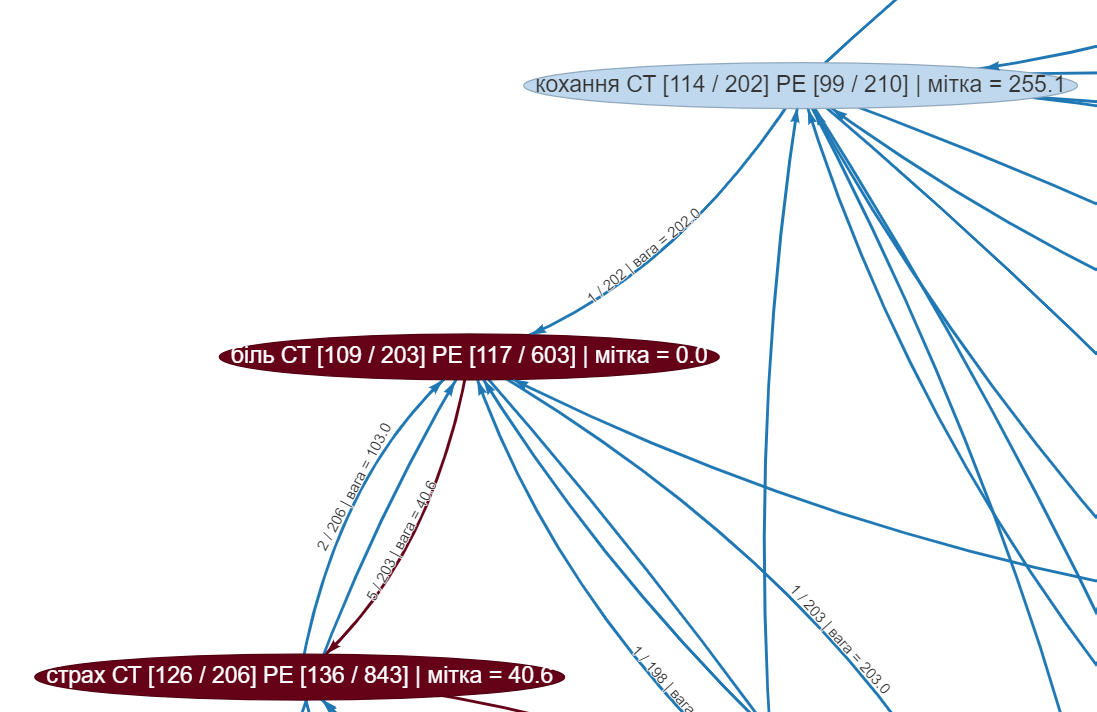 кохання СТ [114 / 202] РЕ [99 / 210] | мітка = 255.1
1 / 202 | вага = 202.0
біль СТ [109 / 203] РЕ [117 / 603] | мітка = 0.0
2 / 206 | вага = 103.0
5 / 203 | вага = 40.6
1 / 203 | вага = 203.0
1 / 198 | вага
страх СТ [126 / 206] РЕ [136 / 843] | мітка = 40.6